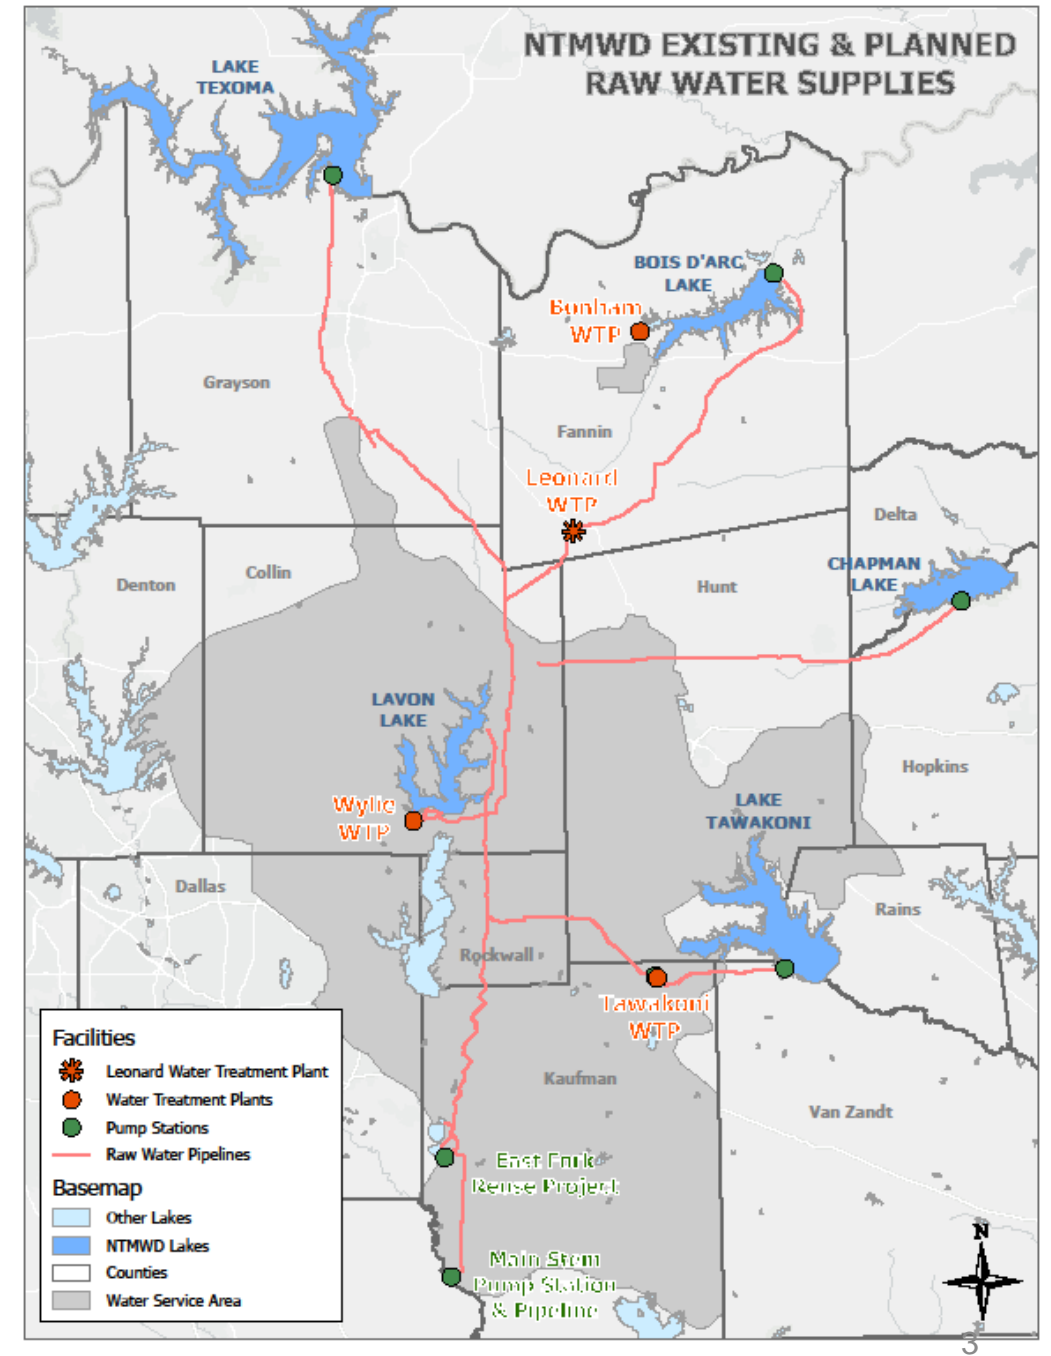 NTMWD EXISTING & PLANNED
RAW WATER SUPPLIES
LAKE
TEXOMA
BOIS D'ARC
LAKE
Bonham
WTP
Grayson
Fannin
Leonard
WTP
Delta
CHAPMAN
LAKE
Denton
Collin
Hunt
LAVON
LAKE
Hopkins
Wylie
WTP
LAKE
TAWAKONI
Dallas
Rains
Rockwall
Tawakoni
WTP
Kaufman
Van Zandt
East Fork
Reuse Project
Main Stem
Pump Station
& Pipeline
Facilities
Leonard Water Treatment Plant
Water Treatment Plants
Pump Stations
Raw Water Pipelines
Basemap
Other Lakes
NTMWD Lakes
Counties
Water Service Area
N
3